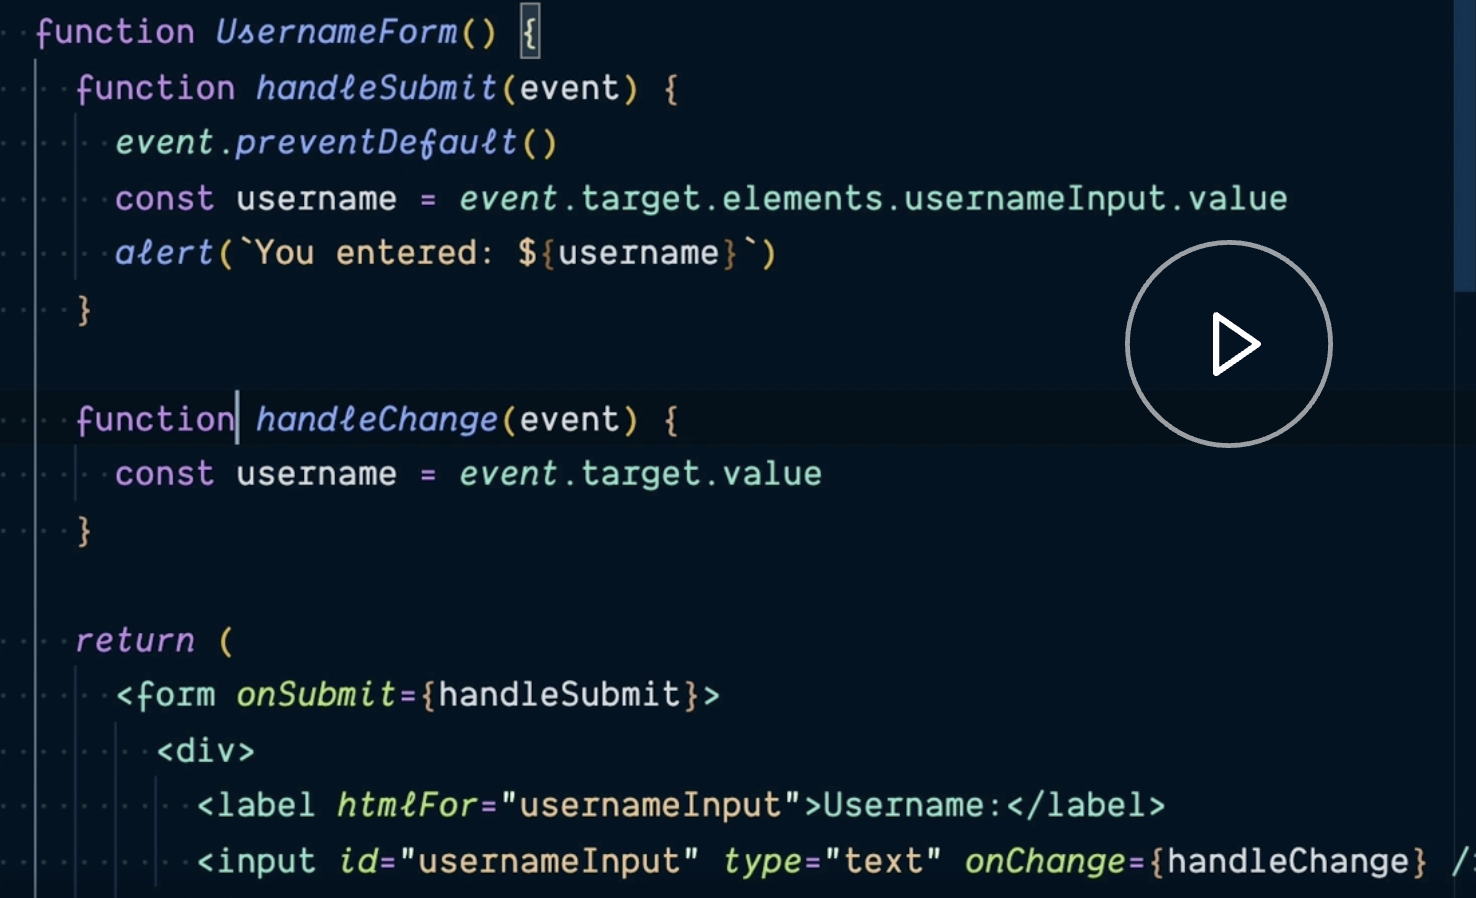 function UsernameForm() {
function handleSubmit(event) {
event.preventDefault()
const username = event.target.elements.usernameInput.value
alert(`You entered: ${username}`)
}
function handleChange(event) {
const username = event.target.value
}
return (
<form onSubmit={handleSubmit}>
<div>
<label htmlFor="usernameInput">Username:</label>
<input id="usernameInput" type="text" onChange={handleChange} /